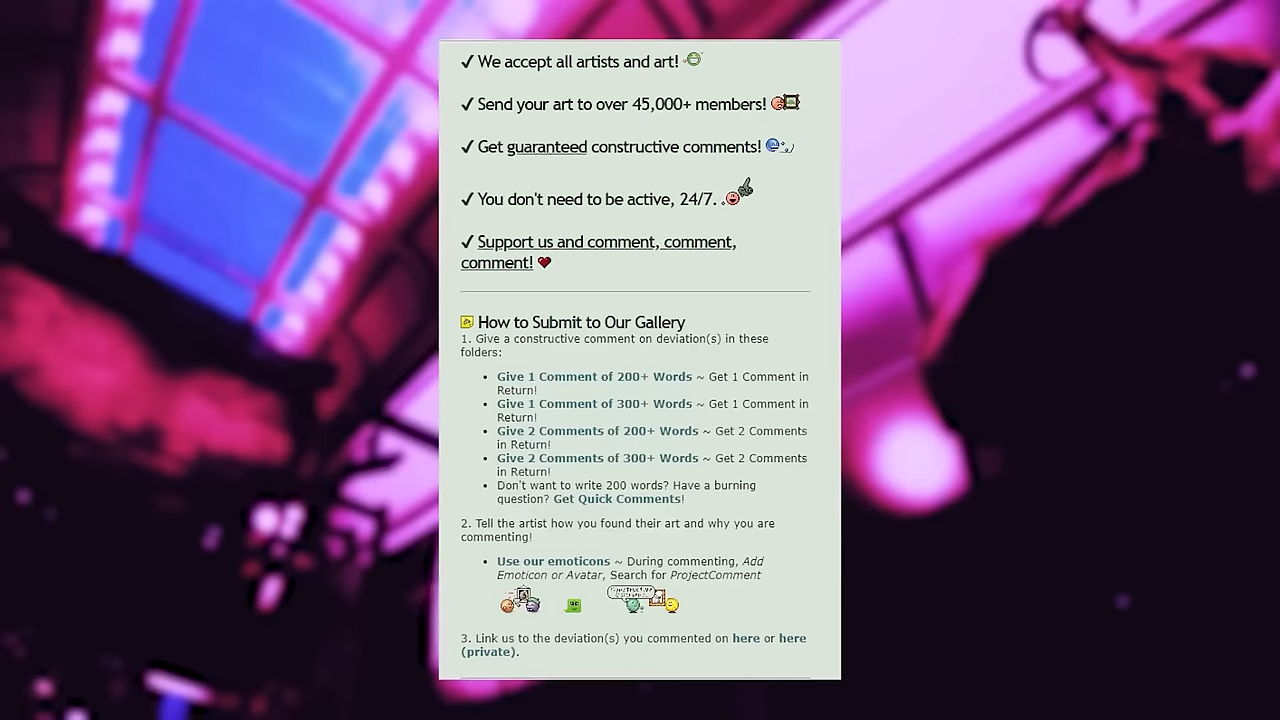 ✓ We accept all artists and art!
✓ Send your art to over 45,000+ members!
✓ Get guaranteed constructive comments!
✓ You don't need to be active, 24/7.
✓ Support us and comment, comment,
comment!
How to Submit to Our Gallery
1. Give a constructive comment on deviation(s) in these
folders:
• Give 1 Comment of 200+ Words ~ Get 1 Comment in
Return!
• Give 1 Comment of 300+ Words ~ Get 1 Comment in
Return!
• Give 2 Comments of 200+ Words ~ Get 2 Comments
in Return!
• Give 2 Comments of 300+ Words ~ Get 2 Comments
in Return!
• Don't want to write 200 words? Have a burning
question? Get Quick Comments!
2. Tell the artist how you found their art and why you are
commenting!
• Use our emoticons ~ During commenting, Add
Emoticon or Avatar, Search for ProjectComment
3. Link us to the deviation(s) you commented on here or here
(private).